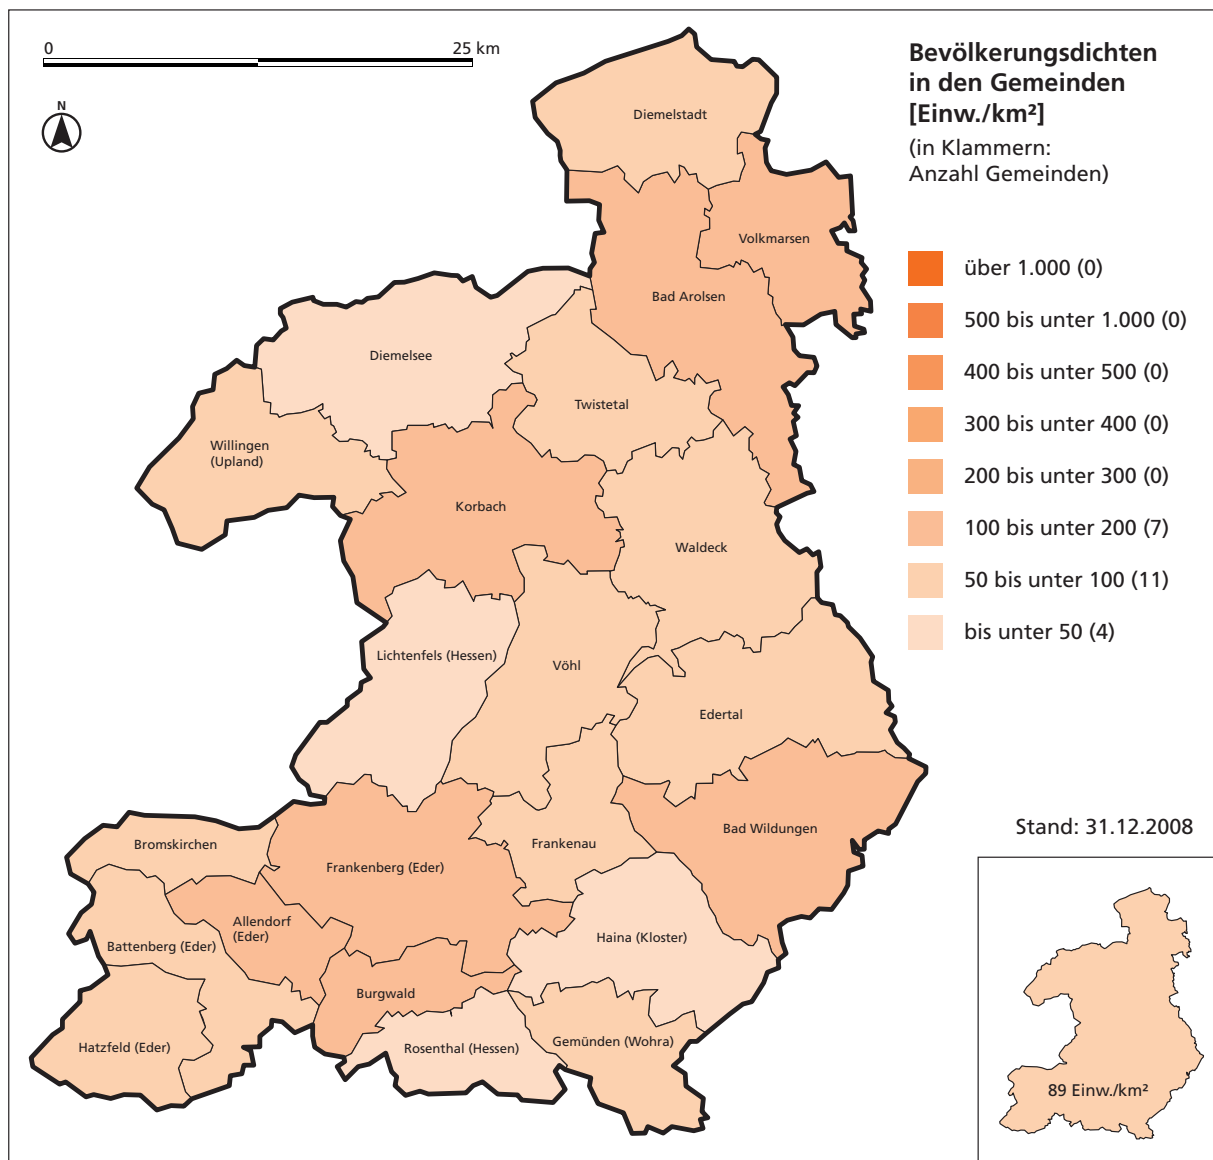 0 25 km
N
Bevölkerungsdichten
in den Gemeinden
[Einw./km²]
(in Klammern:
Anzahl Gemeinden)
über 1.000 (0)
500 bis unter 1.000 (0)
400 bis unter 500 (0)
300 bis unter 400 (0)
200 bis unter 300 (0)
100 bis unter 200 (7)
50 bis unter 100 (11)
bis unter 50 (4)
Diemelstadt
Volkmarsen
Bad Arolsen
Diemelsee
Twistetal
Willingen
(Upland)
Korbach
Waldeck
Lichtenfels (Hessen)
Vöhl
Edertal
Bad Wildungen
Bromskirchen
Frankenau
Frankenberg (Eder)
Allendorf
(Eder)
Haina (Kloster)
Battenberg (Eder)
Burgwald
Gemünden (Wohra)
Hatzfeld (Eder)
Rosenthal (Hessen)
Stand: 31.12.2008
89 Einw./km²